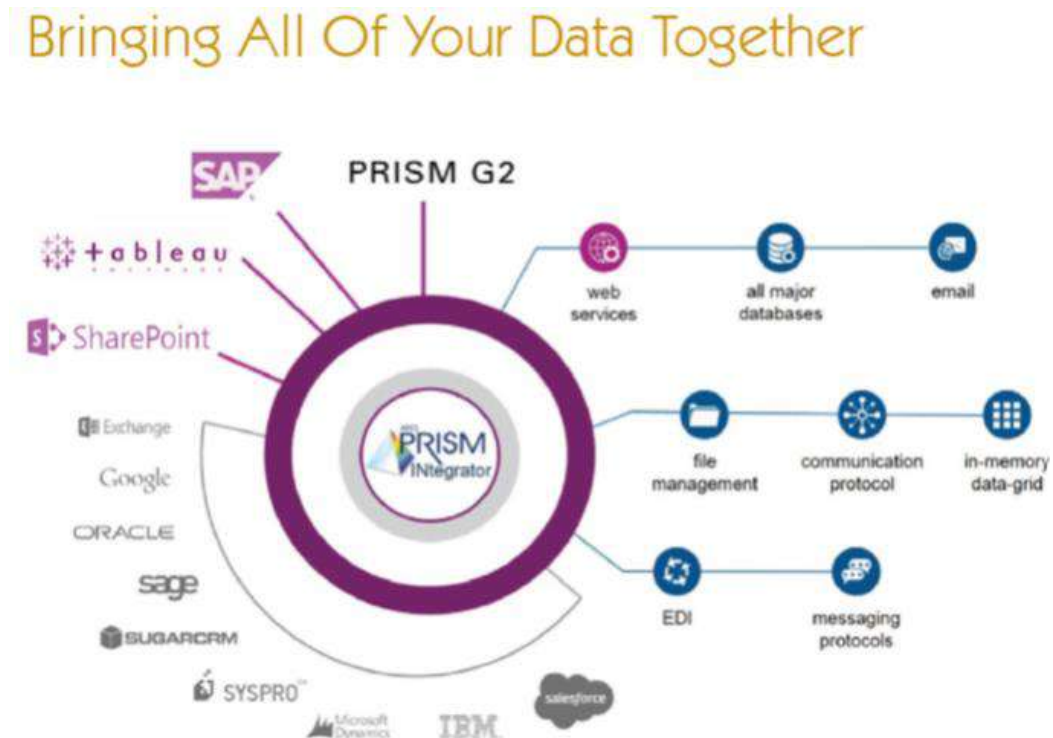 Bringing All Of Your Data Together
SAP
PRISM G2
+ a b l e a u
S O F T W A R E
S SharePoint
web
services
all major
databases
email
Exchange
Google
ORACLE
sage
SUGARCRM
SYSPRO™
Microsoft
Dynamics
IBM
salesforce
PRISM
INtegrator
file
management
communication
protocol
in-memory
data-grid
EDI
messaging
protocols